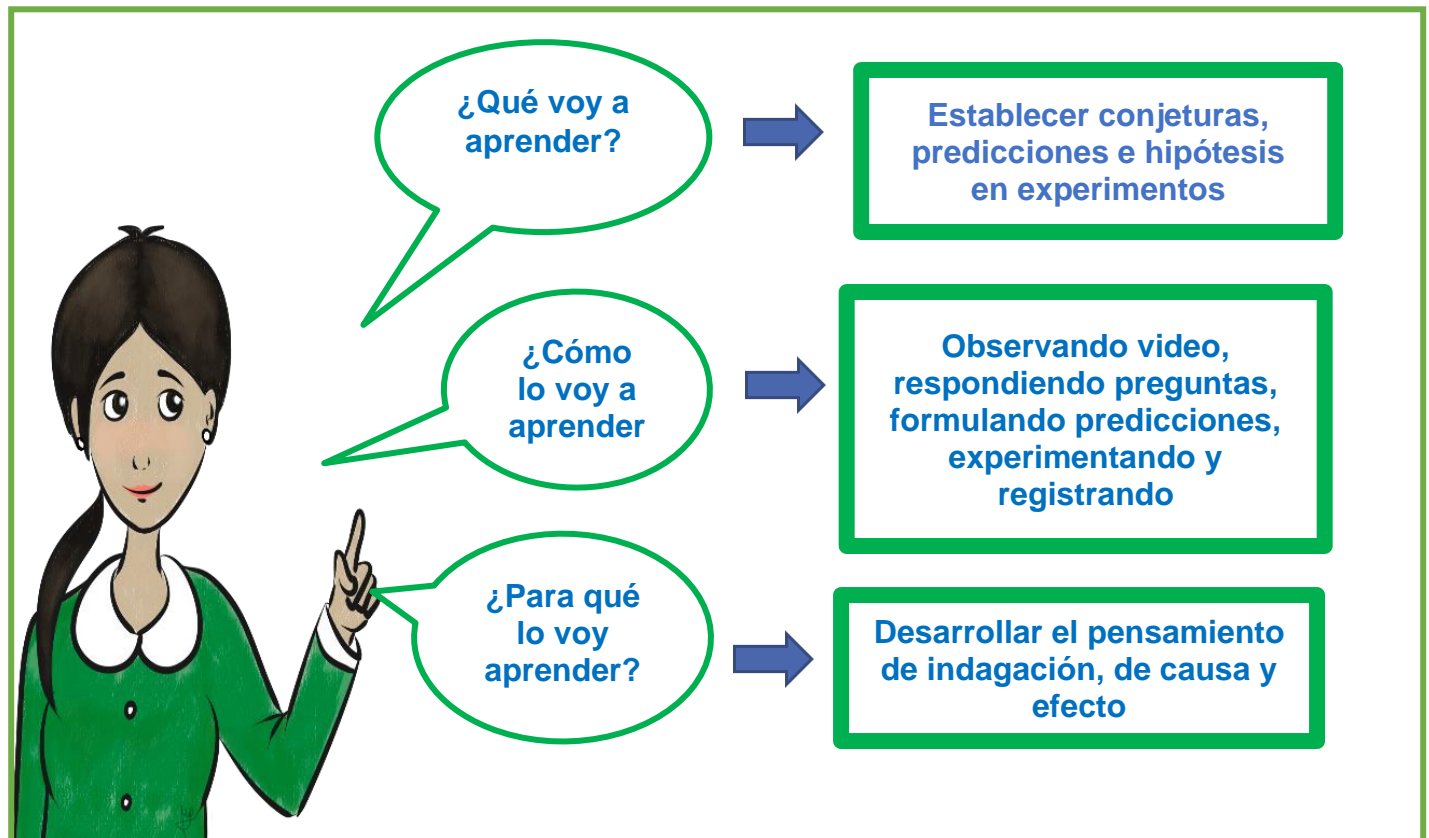 ¿Qué voy a
aprender?
Establecer conjeturas,
predicciones e hipótesis
en experimentos
¿Cómo
lo voy a
aprender
Observando video,
respondiendo preguntas,
formulando predicciones,
experimentando y
registrando
¿Para qué
lo voy
aprender?
Desarrollar el pensamiento
de indagación, de causa y
efecto